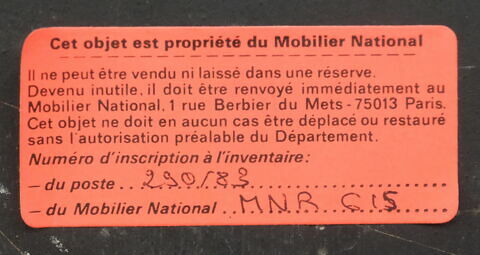 Cet objet est propriété du Mobilier National
Il ne peut être vendu ni laissé dans une réserve.
Devenu inutile, il doit être renvoyé immédiatement au
Mobilier National, 1 rue Berbier du Mets - 75013 Paris.
Cet objet ne doit en aucun cas être déplacé ou restauré
sans l'autorisation préalable du Département.
Numéro d'inscription à l'inventaire:
– du poste . . 290/83
– du Mobilier National . . MNR 615